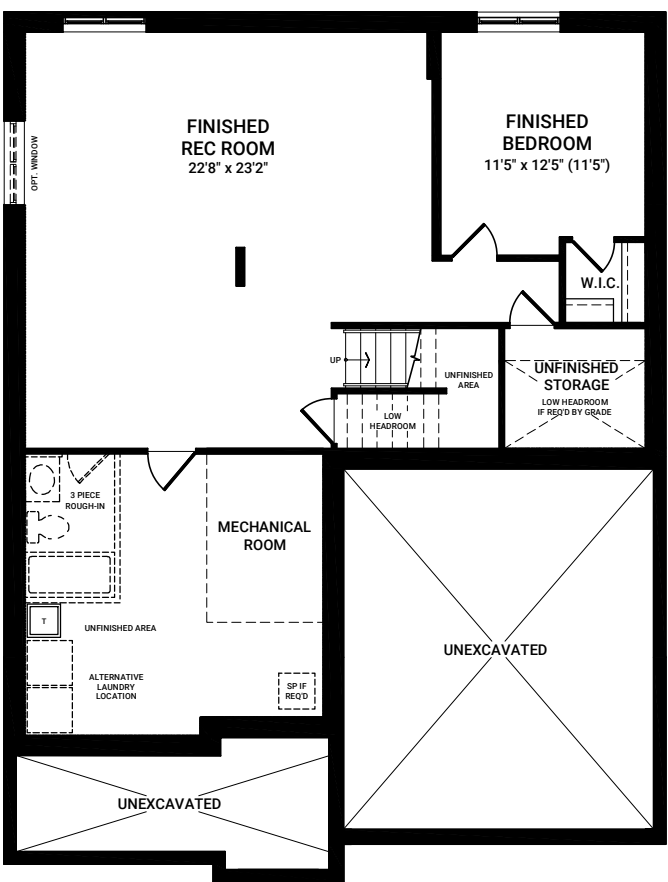 FINISHED
REC ROOM
22'8" x 23'2"
FINISHED
BEDROOM
11'5" x 12'5" (11'5")
OPT. WINDOW
W.I.C.
UP
UNFINISHED
AREA
LOW
HEADROOM
UNFINISHED
STORAGE
LOW HEADROOM
IF REQ'D BY GRADE
3 PIECE
ROUGH-IN
MECHANICAL
ROOM
T
UNFINISHED AREA
ALTERNATIVE
LAUNDRY
LOCATION
SP IF
REQ'D
UNEXCAVATED
UNEXCAVATED